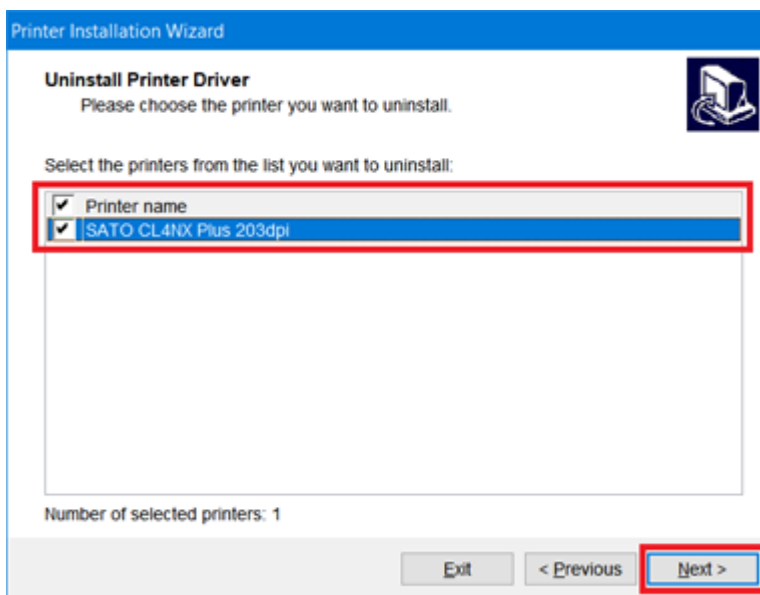 Printer Installation Wizard
Uninstall Printer Driver
Please choose the printer you want to uninstall.
Select the printers from the list you want to uninstall:
Printer name
SATO CL4NX Plus 203dpi
Number of selected printers: 1
Exit
< Previous
Next >